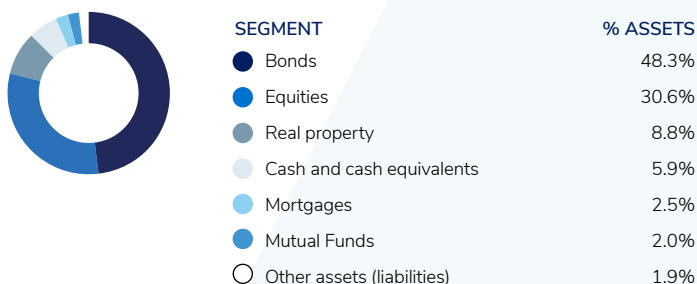 SEGMENT % ASSETS
Bonds 48.3%
Equities 30.6%
Real property 8.8%
Cash and cash equivalents 5.9%
Mortgages 2.5%
Mutual Funds 2.0%
Other assets (liabilities) 1.9%